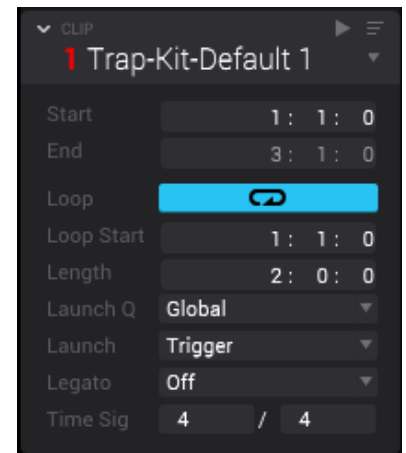 CLIP
1 Trap-Kit-Default 1
Start 1: 1: 0
End 3: 1: 0
Loop
Loop Start 1: 1: 0
Length 2: 0: 0
Launch Q Global
Launch Trigger
Legato Off
Time Sig 4 / 4